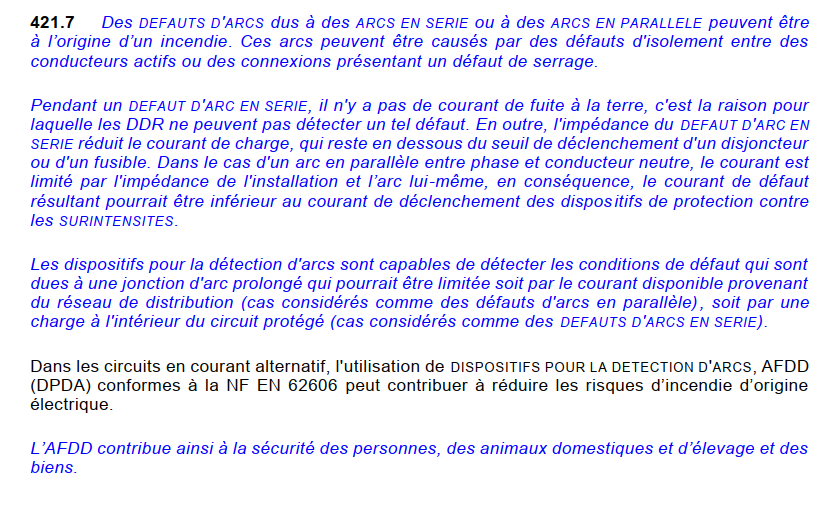 421.7 Des DEFAUTS D'ARCS dus à des ARCS EN SERIE ou à des ARCS EN PARALLELE peuvent être
à l’origine d’un incendie. Ces arcs peuvent être causés par des défauts d'isolement entre des
conducteurs actifs ou des connexions présentant un défaut de serrage.
Pendant un DEFAUT D'ARC EN SERIE, il n'y a pas de courant de fuite à la terre, c'est la raison pour
laquelle les DDR ne peuvent pas détecter un tel défaut. En outre, l'impédance du DEFAUT D'ARC EN
SERIE réduit le courant de charge, qui reste en dessous du seuil de déclenchement d'un disjoncteur
ou d'un fusible. Dans le cas d'un arc en parallèle entre phase et conducteur neutre, le courant est
limité par l'impédance de l'installation et l’arc lui-même, en conséquence, le courant de défaut
résultant pourrait être inférieur au courant de déclenchement des dispositifs de protection contre
les SURINTENSITES.
Les dispositifs pour la détection d'arcs sont capables de détecter les conditions de défaut qui sont
dues à une jonction d'arc prolongé qui pourrait être limitée soit par le courant disponible provenant
du réseau de distribution (cas considérés comme des défauts d'arcs en parallèle), soit par une
charge à l'intérieur du circuit protégé (cas considérés comme des DEFAUTS D'ARCS EN SERIE).
Dans les circuits en courant alternatif, l'utilisation de DISPOSITIFS POUR LA DETECTION D'ARCS, AFDD
(DPDA) conformes à la NF EN 62606 peut contribuer à réduire les risques d’incendie d’origine
électrique.
L’AFDD contribue ainsi à la sécurité des personnes, des animaux domestiques et d’élevage et des
biens.